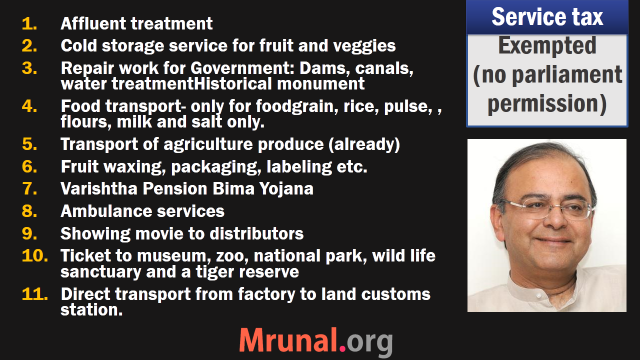 1. Affluent treatment
2. Cold storage service for fruit and veggies
3. Repair work for Government: Dams, canals,
water treatmentHistorical monument
4. Food transport- only for foodgrain, rice, pulse, ,
flours, milk and salt only.
5. Transport of agriculture produce (already)
6. Fruit waxing, packaging, labeling etc.
7. Varishtha Pension Bima Yojana
8. Ambulance services
9. Showing movie to distributors
10. Ticket to museum, zoo, national park, wild life
sanctuary and a tiger reserve
11. Direct transport from factory to land customs
station.
Service tax
Exempted
(no parliament
permission)
Mrunal.org